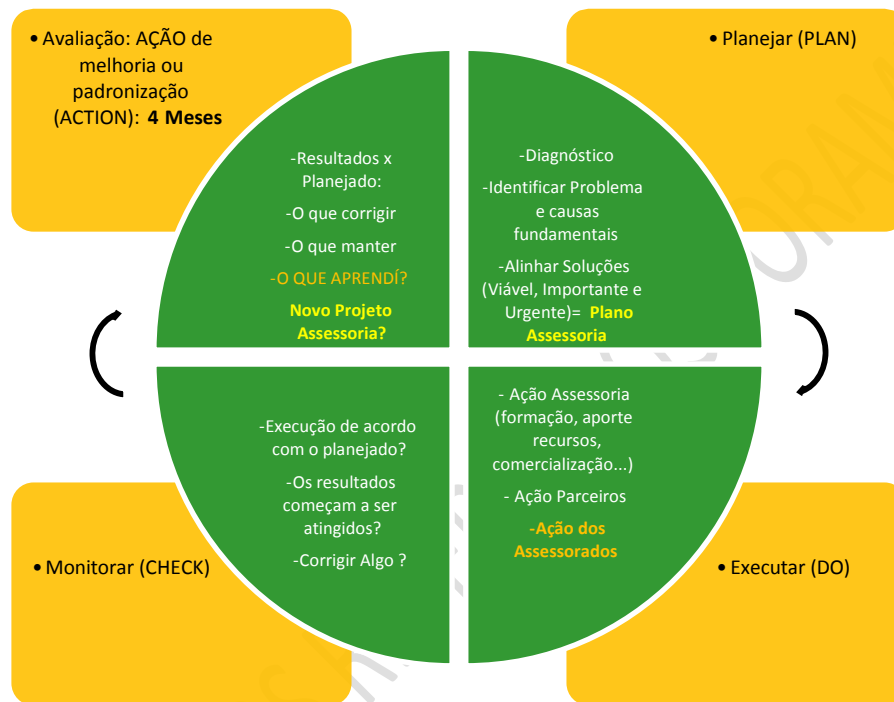 • Avaliação: AÇÃO de
melhoria ou
padronização
(ACTION): 4 Meses
• Planejar (PLAN)
-Resultados x
Planejado:
-O que corrigir
-O que manter
-O QUE APRENDÍ?
Novo Projeto
Assessoria?
-Diagnóstico
-Identificar Problema
e causas
fundamentais
-Alinhar Soluções
(Viável, Importante e
Urgente)= Plano
Assessoria
-Execução de acordo
com o planejado?
-Os resultados
começam a ser
atingidos?
-Corrigir Algo ?
- Ação Assessoria
(formação, aporte
recursos,
comercialização...)
- Ação Parceiros
-Ação dos
Assessorados
• Monitorar (CHECK)
• Executar (DO)